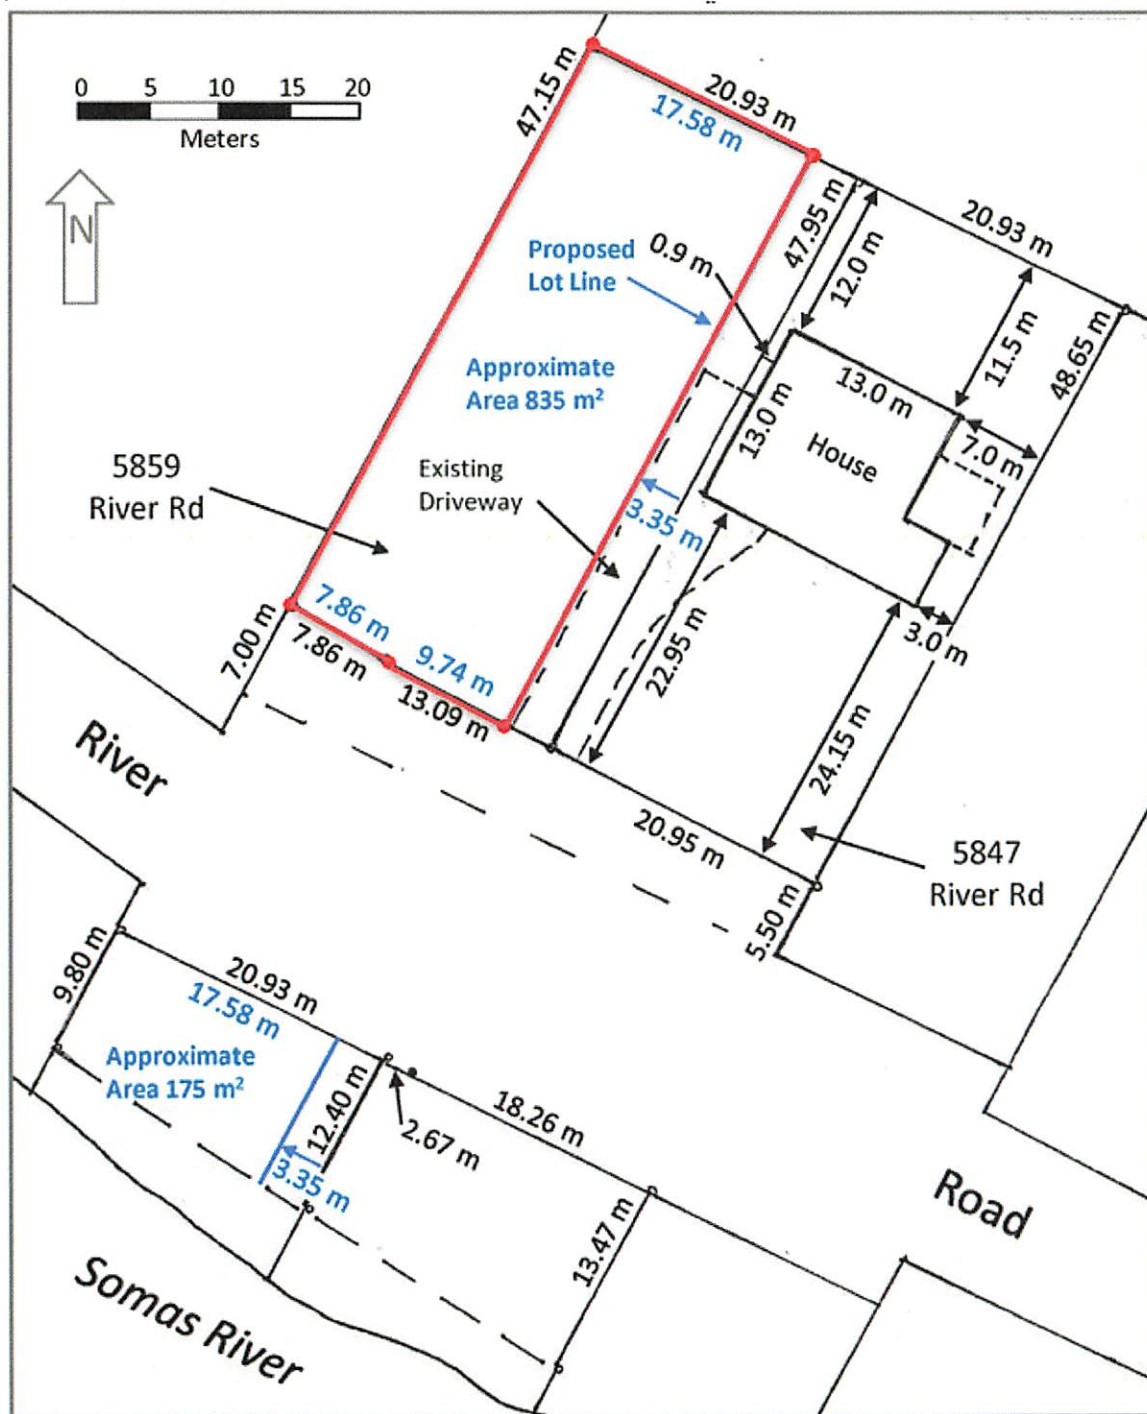 0 5 10 15 20
Meters
N
47.15 m
20.93 m
17.58 m
20.93 m
47.95 m
0.9 m
12.0 m
Proposed
Lot Line
11.5 m
48.65 m
Approximate
Area 835 m²
13.0 m
13.0 m
House
7.0 m
5859
River Rd
Existing
Driveway
3.35 m
7.86 m
7.86 m
9.74 m
13.09 m
7.00 m
22.95 m
3.0 m
24.15 m
River
20.95 m
5847
River Rd
5.50 m
9.80 m
20.93 m
17.58 m
Approximate
Area 175 m²
12.40 m
2.67 m
18.26 m
3.35 m
13.47 m
Road
Somas River